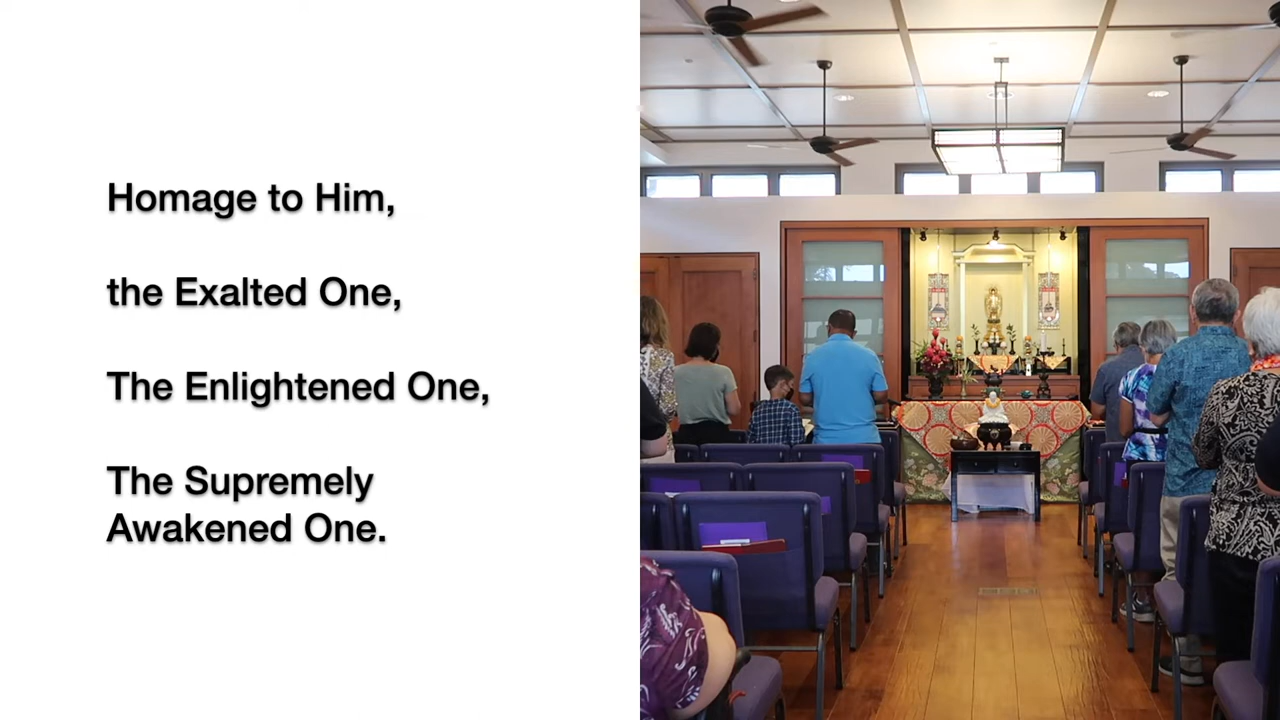 Homage to Him,
the Exalted One,
The Enlightened One,
The Supremely
Awakened One.